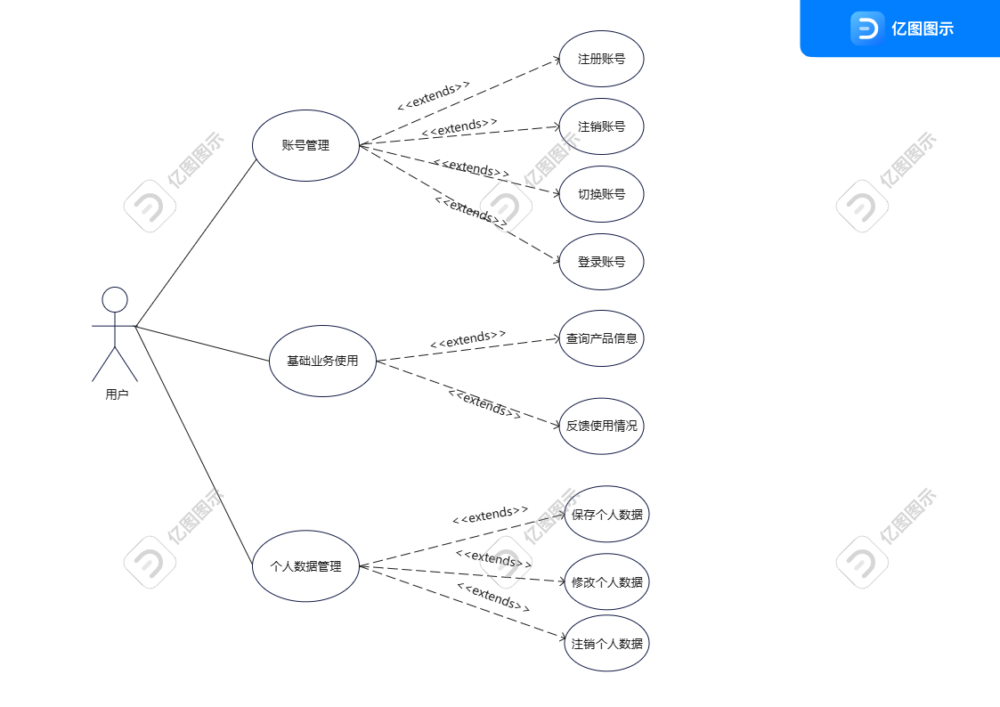 亿图图示
注册账号
<<extends>>
<<extends>>
注销账号
账号管理
<<extends>>
切换账号
<<extends>>
登录账号
用户
<<extends>>
查询产品信息
基础业务使用
<<extends>>
反馈使用情况
<<extends>>
保存个人数据
<<extends>>
个人数据管理
修改个人数据
<<extends>>
注销个人数据
亿图图示
亿图图示
亿图图示
亿图图示
亿图图示
亿图图示